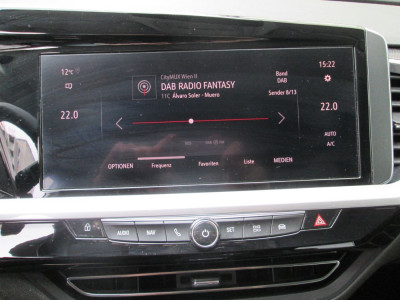 12°C
CityMUX Wien II
Band
DAB
15:22
DAB RADIO FANTASY
11C Álvaro Soler - Muero
Sender 8/13
22.0
22.0
AUTO
A/C
OPTIONEN
Frequenz
Favoriten
Liste
MEDIEN
AUDIO
NAV
SET